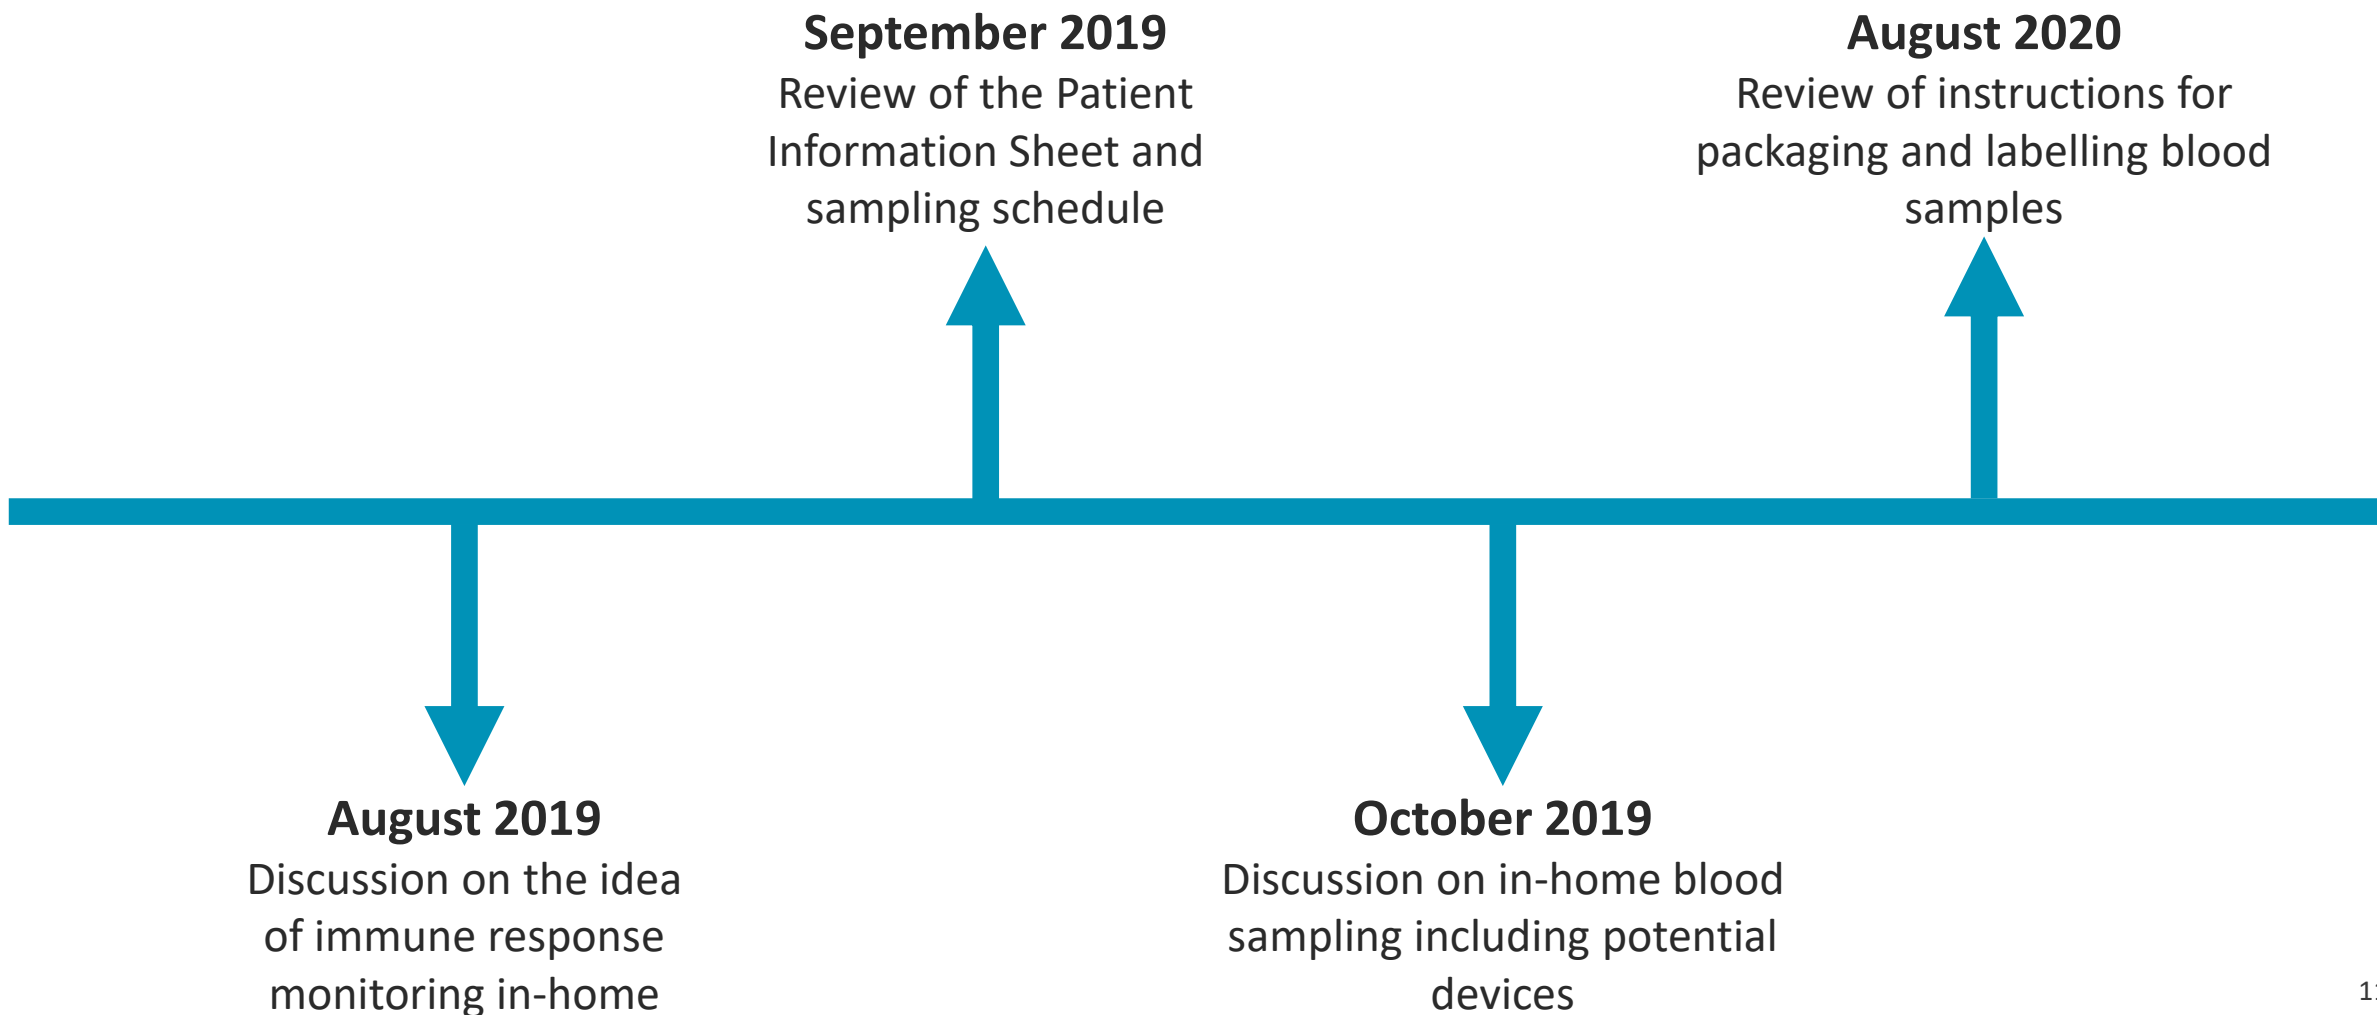 September 2019
Review of the Patient
Information Sheet and
sampling schedule
August 2020
Review of instructions for
packaging and labelling blood
samples
August 2019
Discussion on the idea
of immune response
monitoring in-home
October 2019
Discussion on in-home blood
sampling including potential
devices
11